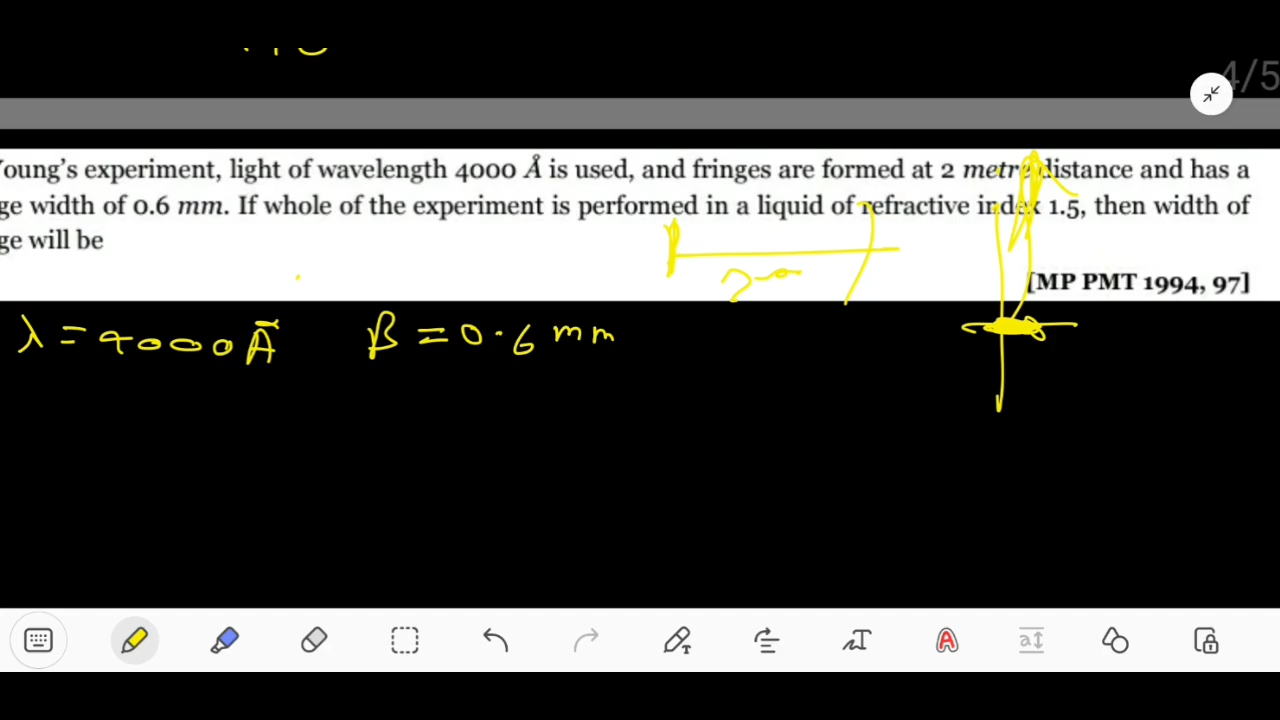 4/5
oung's experiment, light of wavelength 4000 Å is used, and fringes are formed at 2 metre distance and has a
ge width of 0.6 mm. If whole of the experiment is performed in a liquid of refractive index 1.5, then width of
ge will be
[MP PMT 1994, 97]
λ = 4000 Å β = 0.6 mm